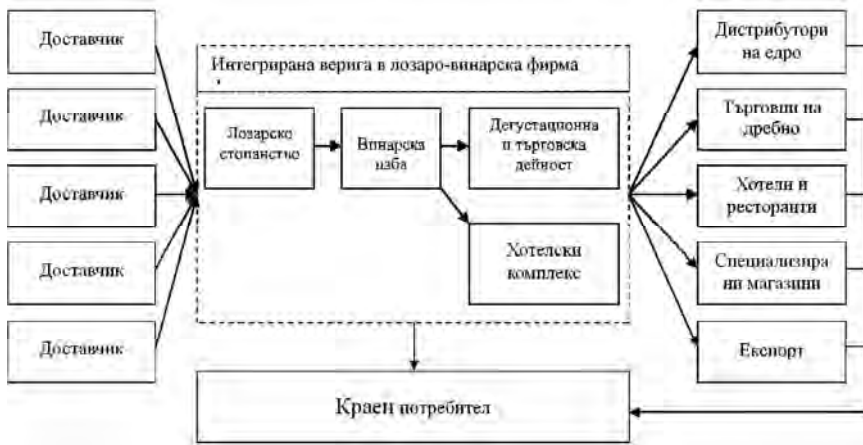 Доставчик
Доставчик
Доставчик
Доставчик
Доставчик
Интегрирана верига в лозаро-винарска фирма
Лозарско
стопанство
Винарска
изба
Дегустационна
и търговска
дейност
Хотелски
комплекс
Дистрибутори
на едро
Търговци на
дребно
Хотели и
ресторанти
Специализира
ни магазини
Експорт
Краен потребител